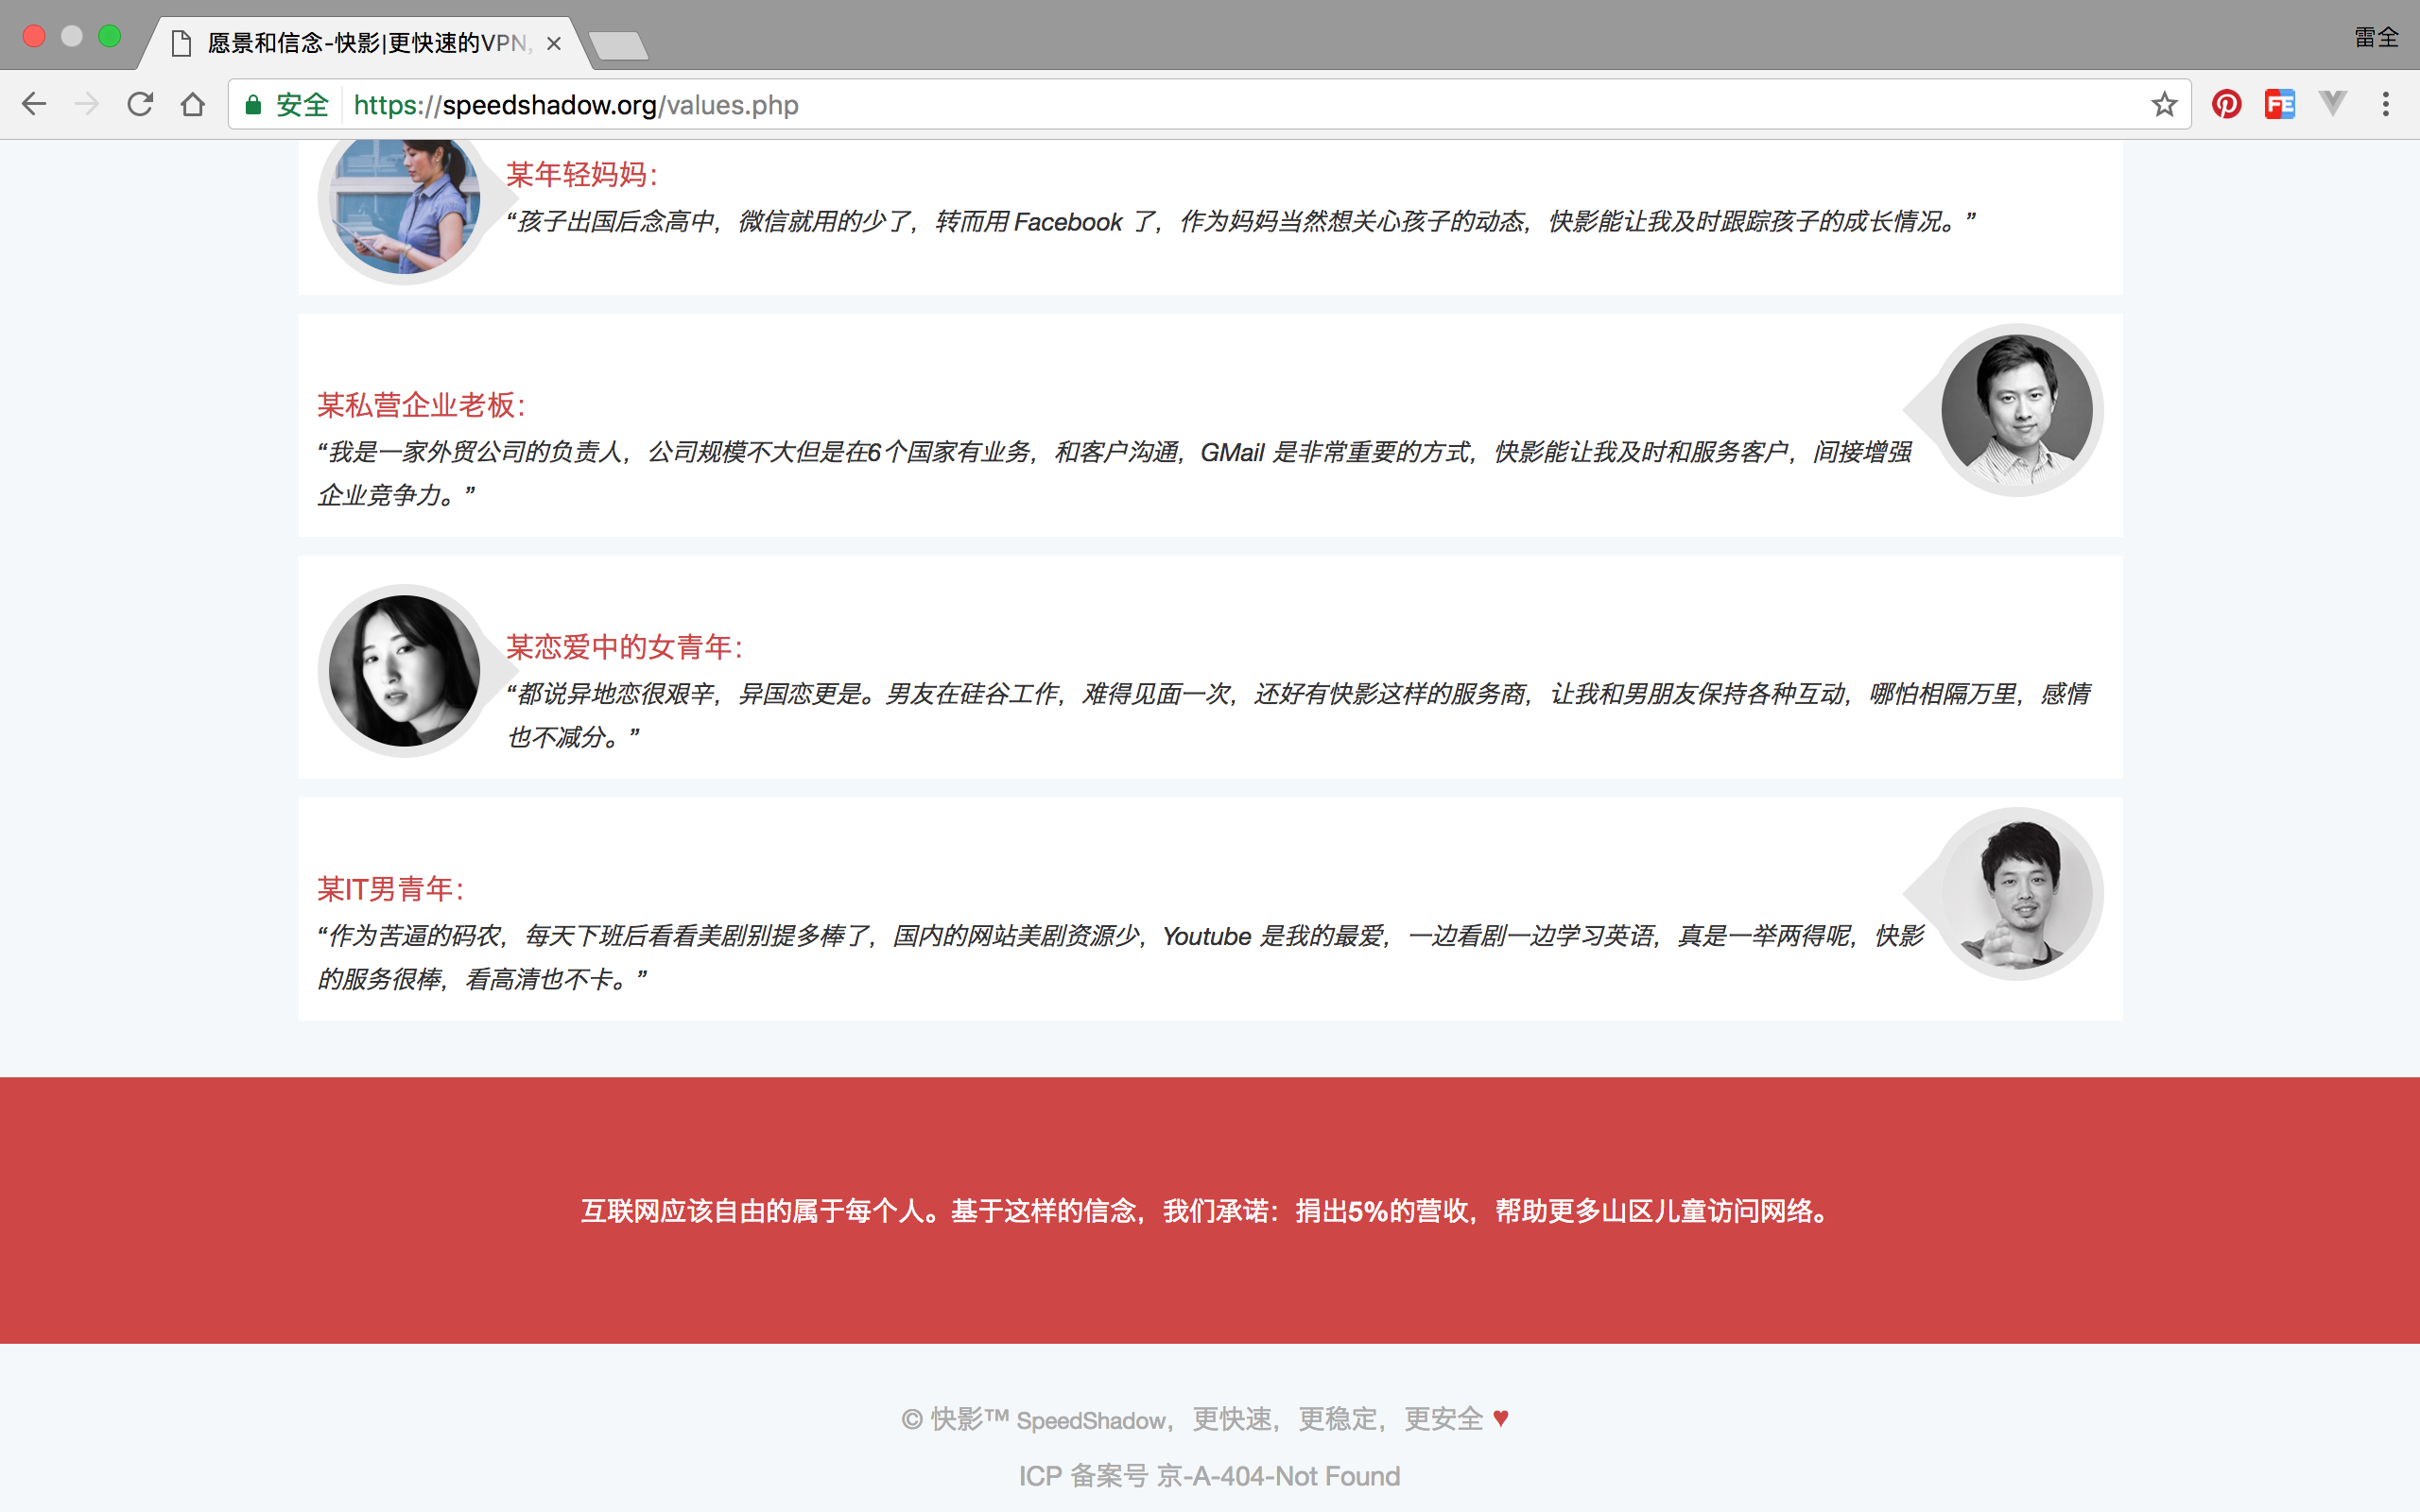 愿景和信念-快影|更快速的VPN,
雷全
安全 https://speedshadow.org/values.php
某年轻妈妈：
“孩子出国后念高中，微信就用的少了，转而用 Facebook 了，作为妈妈当然想关心孩子的动态，快影能让我及时跟踪孩子的成长情况。”
某私营企业老板：
“我是一家外贸公司的负责人，公司规模不大但是在6个国家有业务，和客户沟通，GMail 是非常重要的方式，快影能让我及时和服务客户，间接增强
企业竞争力。”
某恋爱中的女青年：
“都说异地恋很艰辛，异国恋更是。男友在硅谷工作，难得见面一次，还好有快影这样的服务商，让我和男朋友保持各种互动，哪怕相隔万里，感情
也不减分。”
某IT男青年：
“作为苦逼的码农，每天下班后看看美剧别提多棒了，国内的网站美剧资源少，Youtube 是我的最爱，一边看剧一边学习英语，真是一举两得呢，快影
的服务很棒，看高清也不卡。”
互联网应该自由的属于每个人。基于这样的信念，我们承诺：捐出5%的营收，帮助更多山区儿童访问网络。
© 快影™ SpeedShadow，更快速，更稳定，更安全 ♥
ICP 备案号 京-A-404-Not Found